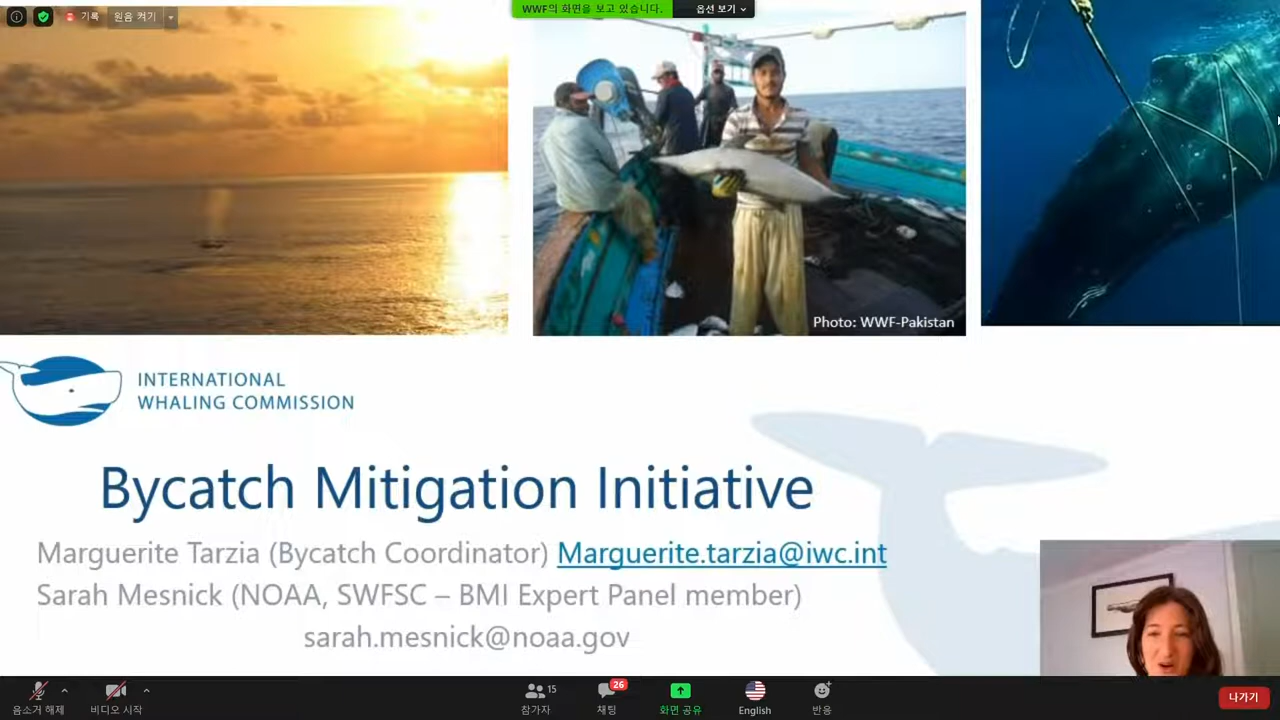 WWF의 화면을 보고 있습니다.
옵션 보기
기록
원음 켜기
Photo: WWF-Pakistan
INTERNATIONAL
WHALING COMMISSION
Bycatch Mitigation Initiative
Marguerite Tarzia (Bycatch Coordinator) Marguerite.tarzia@iwc.int
Sarah Mesnick (NOAA, SWFSC – BMI Expert Panel member)
sarah.mesnick@noaa.gov
음소거 해제
비디오 시작
15
참가자
26
채팅
화면 공유
English
반응
나가기